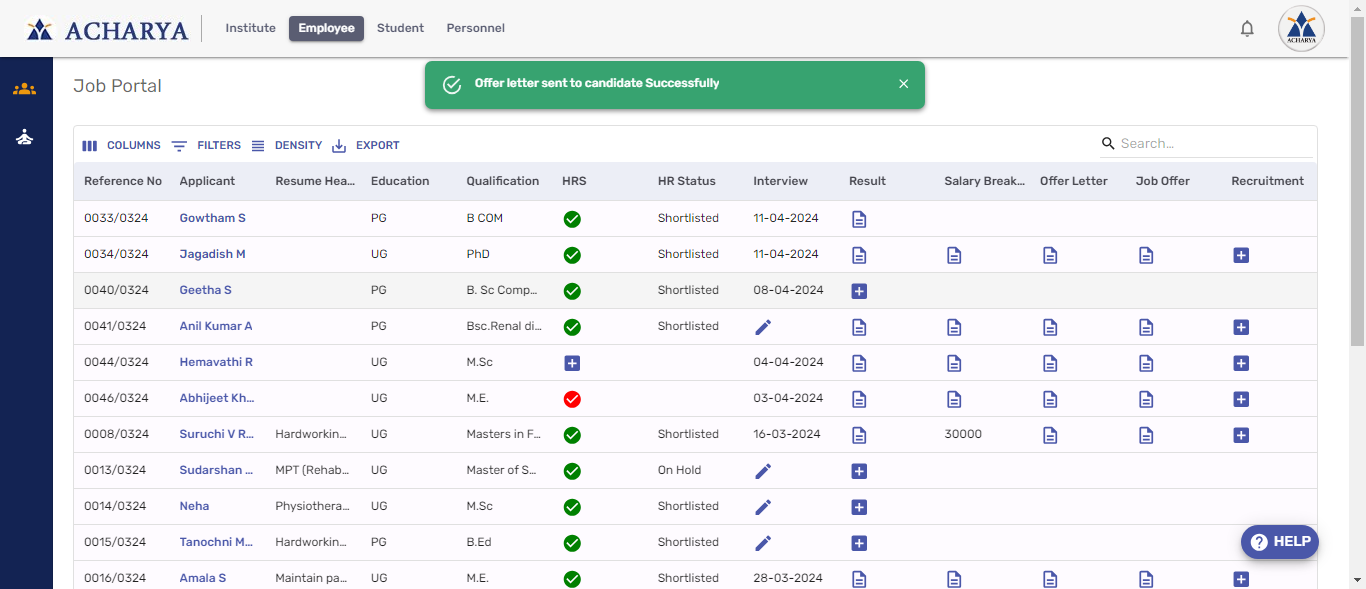 ACHARYA Institute Employee Student Personnel
ACHARYA
Job Portal
Offer letter sent to candidate Successfully
COLUMNS FILTERS DENSITY EXPORT Search...
Reference No Applicant Resume Hea... Education Qualification HRS HR Status Interview Result Salary Break... Offer Letter Job Offer Recruitment
0033/0324 Gowtham S PG B COM Shortlisted 11-04-2024
0034/0324 Jagadish M UG PhD Shortlisted 11-04-2024
0040/0324 Geetha S PG B. Sc Comp... Shortlisted 08-04-2024
0041/0324 Anil Kumar A PG Bsc.Renal di... Shortlisted
0044/0324 Hemavathi R UG M.Sc 04-04-2024
0046/0324 Abhijeet Kh... UG M.E. 03-04-2024
0008/0324 Suruchi V R... Hardworkin... UG Masters in F... Shortlisted 16-03-2024 30000
0013/0324 Sudarshan ... MPT (Rehab... UG Master of S... On Hold
0014/0324 Neha Physiothera... UG M.Sc Shortlisted
0015/0324 Tanochni M... Hardworkin... PG B.Ed Shortlisted
0016/0324 Amala S Maintain pa... UG M.E. Shortlisted 28-03-2024
HELP